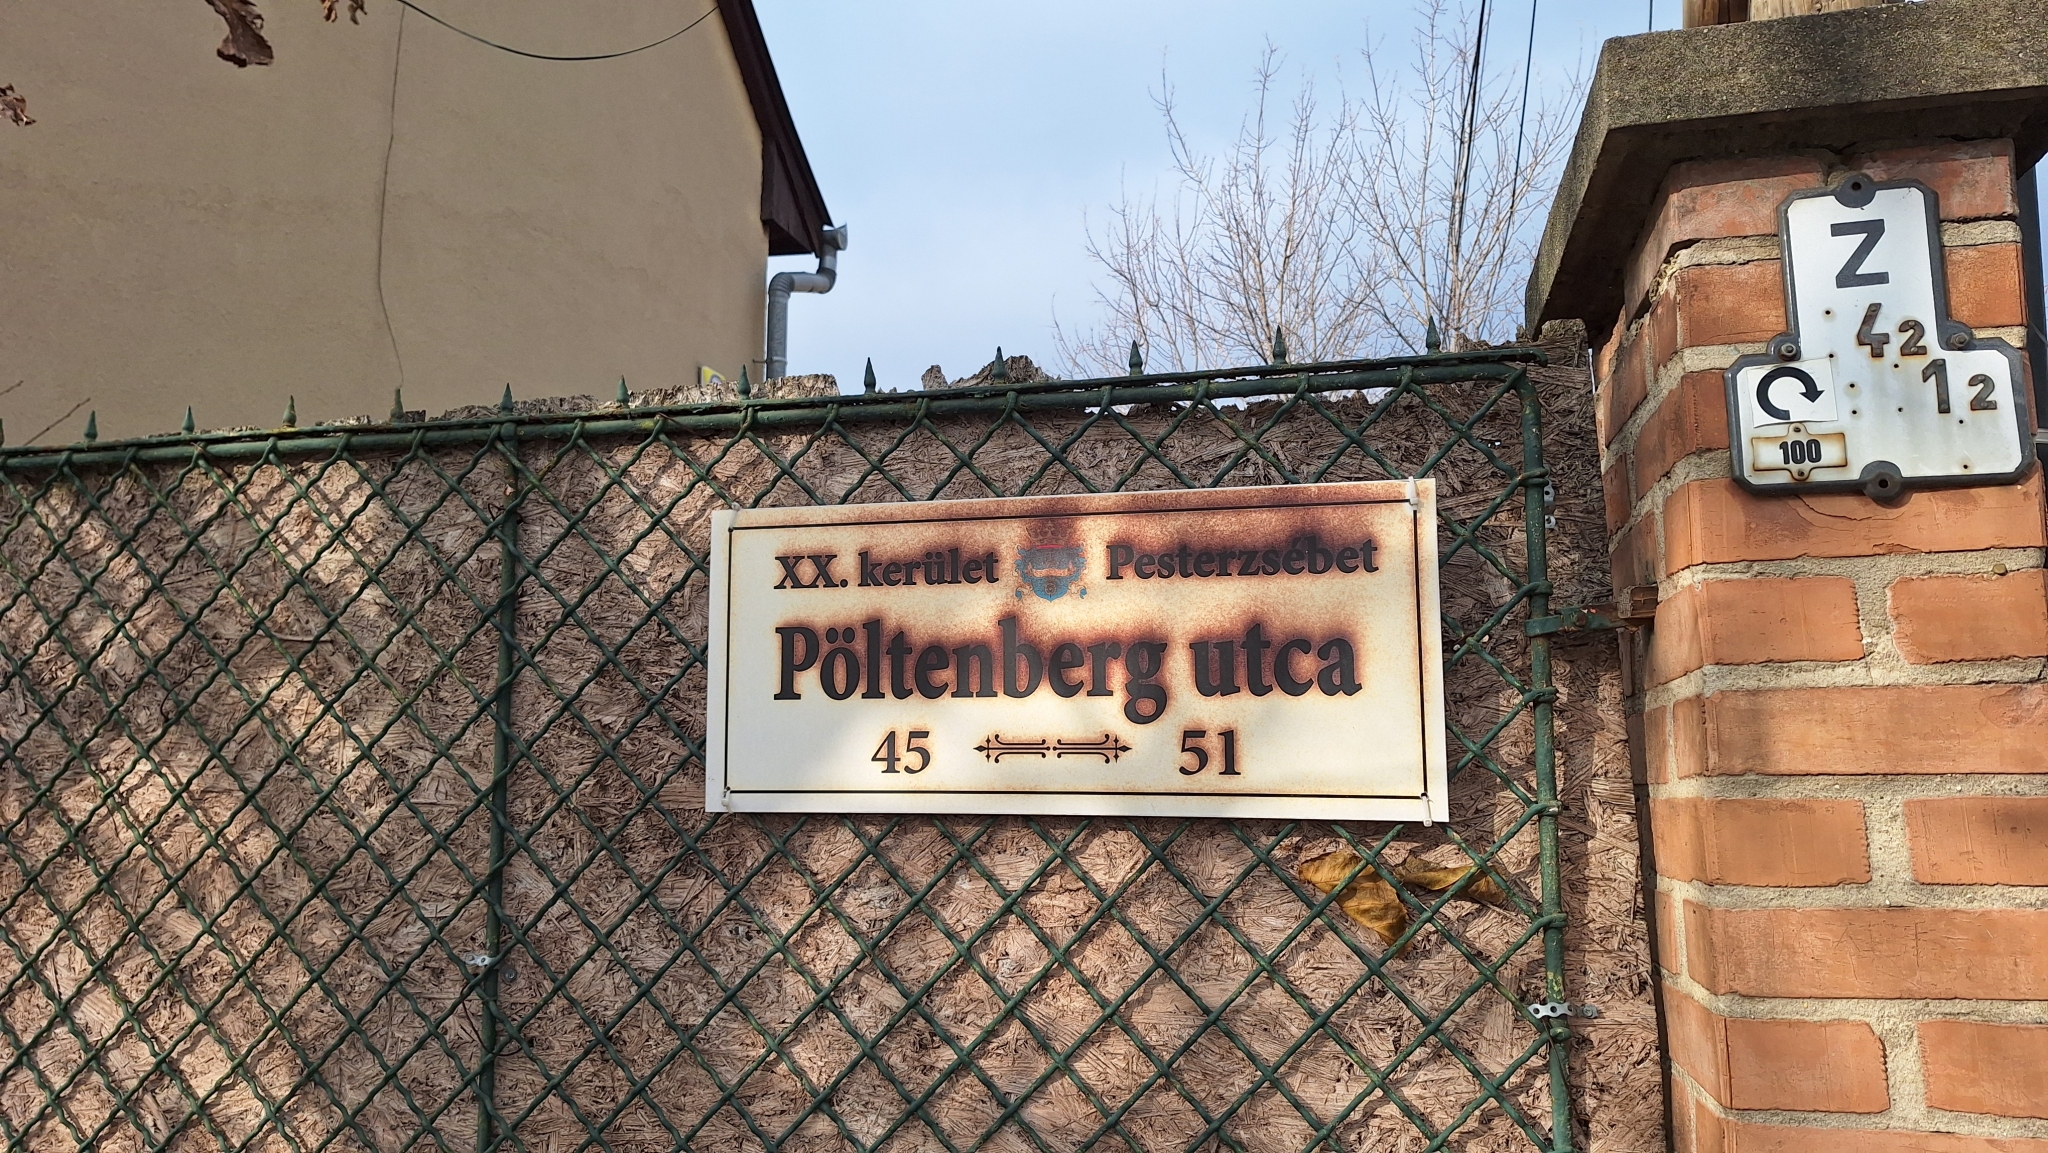 XX. kerület Pesterzsébet
Pöltenberg utca
45 51
Z
42
12
100